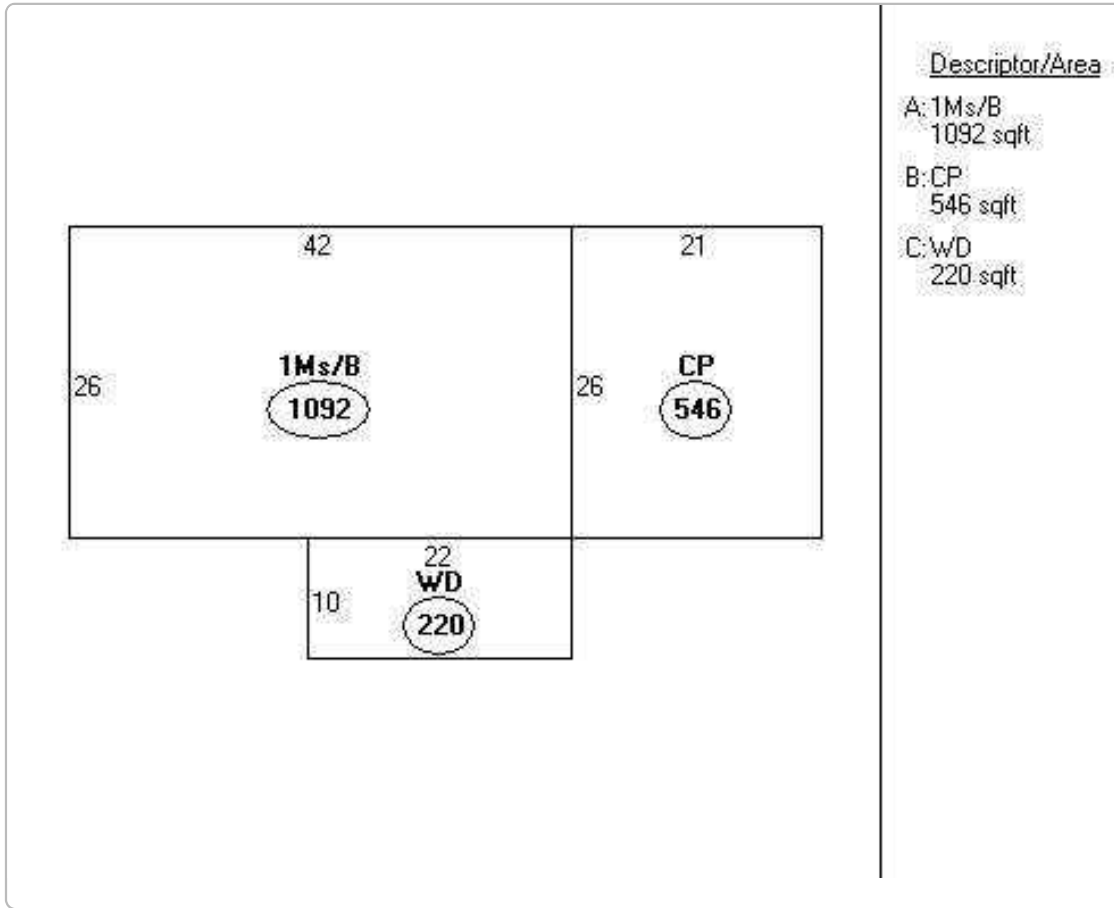 Descriptor/Area
A:1Ms/B
1092 sqft
B:CP
546 sqft
C:WD
220 sqft
42
21
1Ms/B
1092
26
CP
546
26
22
WD
10
220